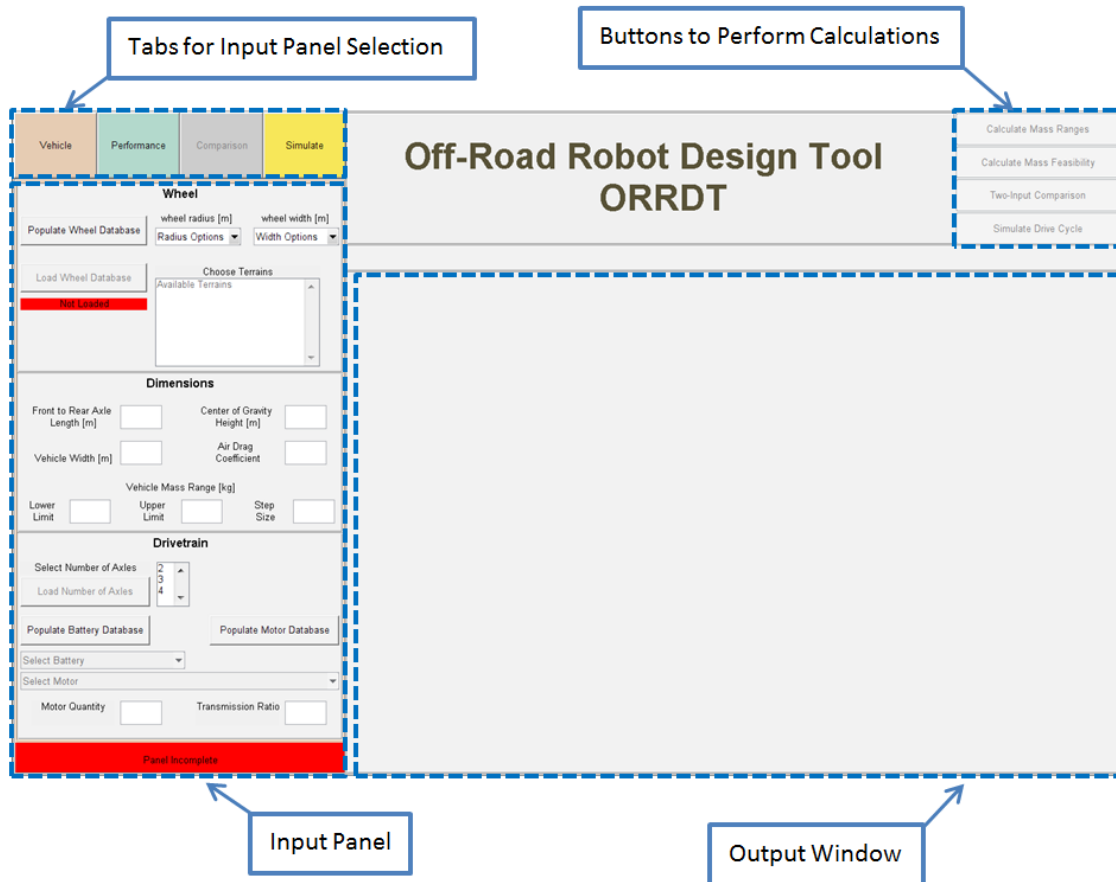 Tabs for Input Panel Selection
Buttons to Perform Calculations
Vehicle
Performance
Comparison
Simulate
Off-Road Robot Design Tool
ORRDT
Calculate Mass Ranges
Calculate Mass Feasibility
Two-Input Comparison
Simulate Drive Cycle
Wheel
Populate Wheel Database
wheel radius [m]
wheel width [m]
Radius Options
Width Options
Load Wheel Database
Not Loaded
Choose Terrains
Available Terrains
Dimensions
Front to Rear Axle
Length [m]
Center of Gravity
Height [m]
Vehicle Width [m]
Air Drag
Coefficient
Vehicle Mass Range [kg]
Lower
Limit
Upper
Limit
Step
Size
Drivetrain
Select Number of Axles
2
3
4
Load Number of Axles
Populate Battery Database
Populate Motor Database
Select Battery
Select Motor
Motor Quantity
Transmission Ratio
Panel Incomplete
Input Panel
Output Window